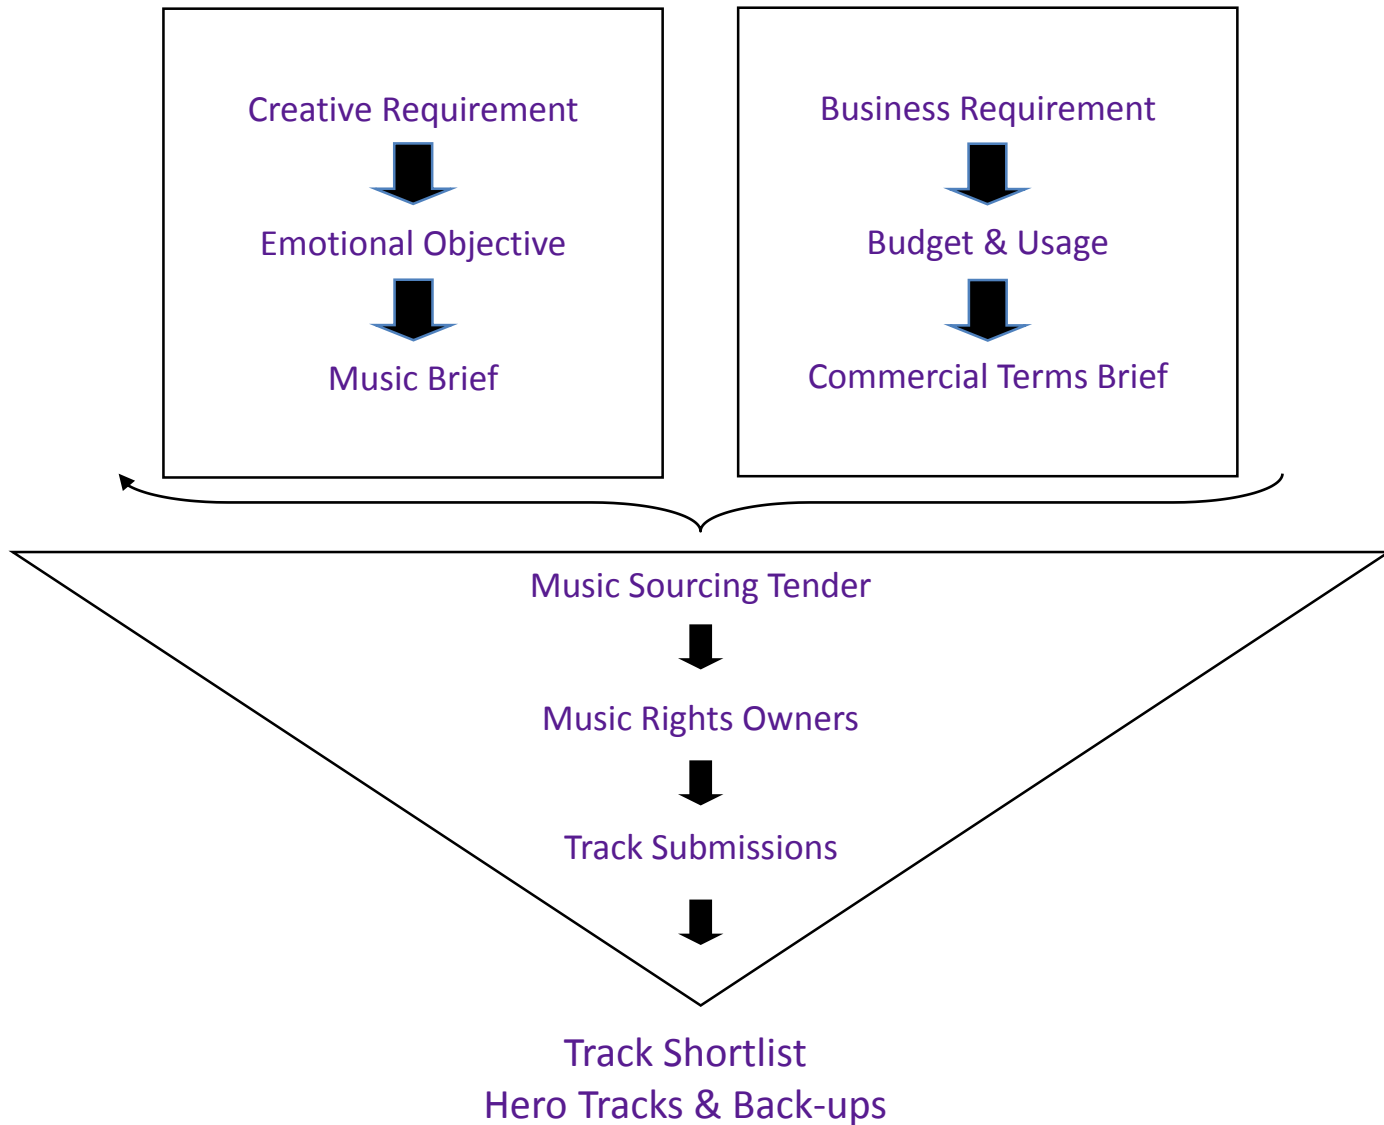 Creative Requirement
Emotional Objective
Music Brief
Business Requirement
Budget & Usage
Commercial Terms Brief
Music Sourcing Tender
Music Rights Owners
Track Submissions
Track Shortlist
Hero Tracks & Back-ups